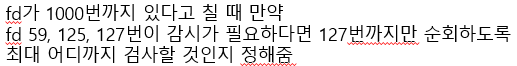 fd가 1000번까지 있다고 칠 때 만약
fd 59, 125, 127번이 감시가 필요하다면 127번까지만 순회하도록
최대 어디까지 검사할 것인지 정해줌